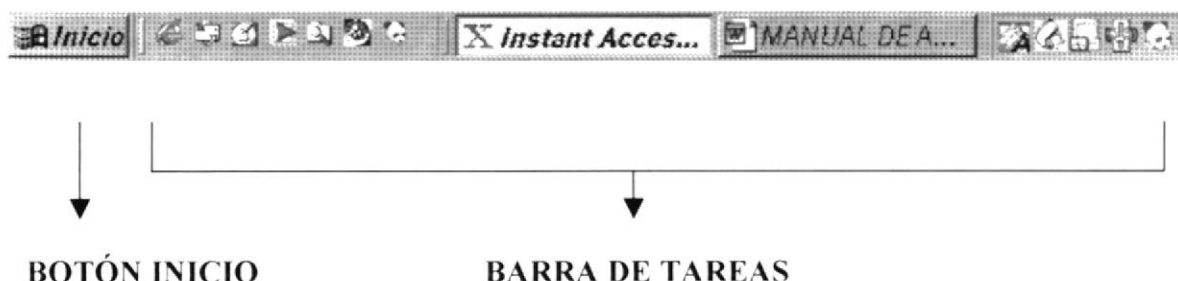 Inicio Instant Acces... MANUAL DE A...
BOTÓN INICIO BARRA DE TAREAS